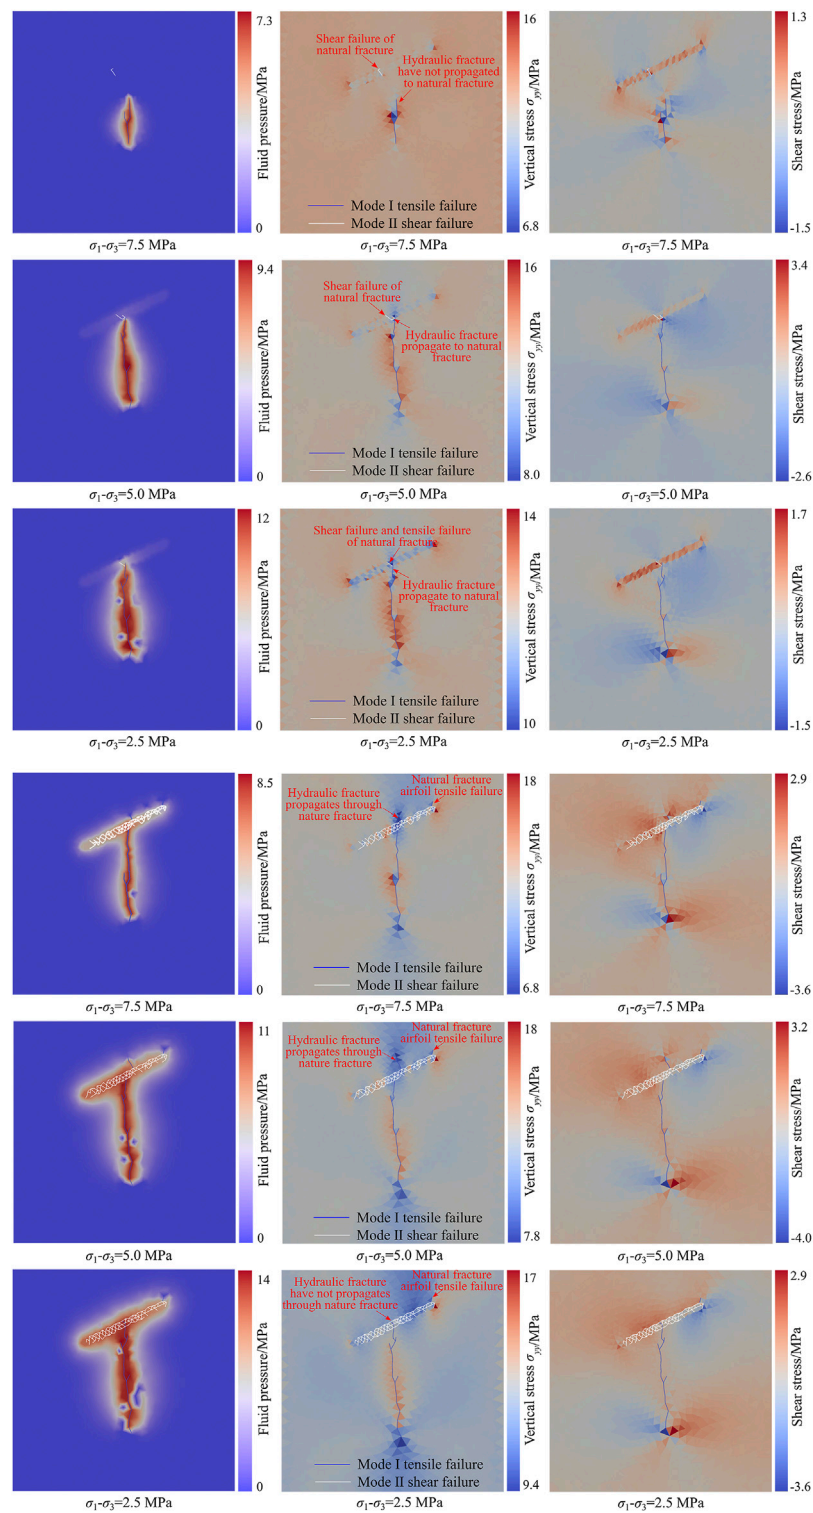 7.3
0
Fluid pressure/MPa
σ1-σ3=7.5 MPa
Shear failure of
natural fracture
Hydraulic fracture
have not propagated
to natural fracture
Mode I tensile failure
Mode II shear failure
16
6.8
Vertical stress σyy/MPa
σ1-σ3=7.5 MPa
1.3
-1.5
Shear stress/MPa
σ1-σ3=7.5 MPa
9.4
0
Fluid pressure/MPa
σ1-σ3=5.0 MPa
Shear failure of
natural fracture
Hydraulic fracture
propagate to natural
fracture
Mode I tensile failure
Mode II shear failure
16
8.0
Vertical stress σyy/MPa
σ1-σ3=5.0 MPa
3.4
-2.6
Shear stress/MPa
σ1-σ3=5.0 MPa
12
0
Fluid pressure/MPa
σ1-σ3=2.5 MPa
Shear failure and tensile failure
of natural fracture
Hydraulic fracture
propagate to natural
fracture
Mode I tensile failure
Mode II shear failure
14
10
Vertical stress σyy/MPa
σ1-σ3=2.5 MPa
1.7
-1.5
Shear stress/MPa
σ1-σ3=2.5 MPa
8.5
0
Fluid pressure/MPa
σ1-σ3=7.5 MPa
Natural fracture
airfoil tensile failure
Hydraulic fracture
propagates through
nature fracture
Mode I tensile failure
Mode II shear failure
18
6.8
Vertical stress σyy/MPa
σ1-σ3=7.5 MPa
2.9
-3.6
Shear stress/MPa
σ1-σ3=7.5 MPa
11
0
Fluid pressure/MPa
σ1-σ3=5.0 MPa
Natural fracture
airfoil tensile failure
Hydraulic fracture
propagates through
nature fracture
Mode I tensile failure
Mode II shear failure
18
7.8
Vertical stress σyy/MPa
σ1-σ3=5.0 MPa
3.2
-4.0
Shear stress/MPa
σ1-σ3=5.0 MPa
14
0
Fluid pressure/MPa
σ1-σ3=2.5 MPa
Natural fracture
airfoil tensile failure
Hydraulic fracture
have not propagates
through nature fracture
Mode I tensile failure
Mode II shear failure
17
9.4
Vertical stress σyy/MPa
σ1-σ3=2.5 MPa
2.9
-3.6
Shear stress/MPa
σ1-σ3=2.5 MPa